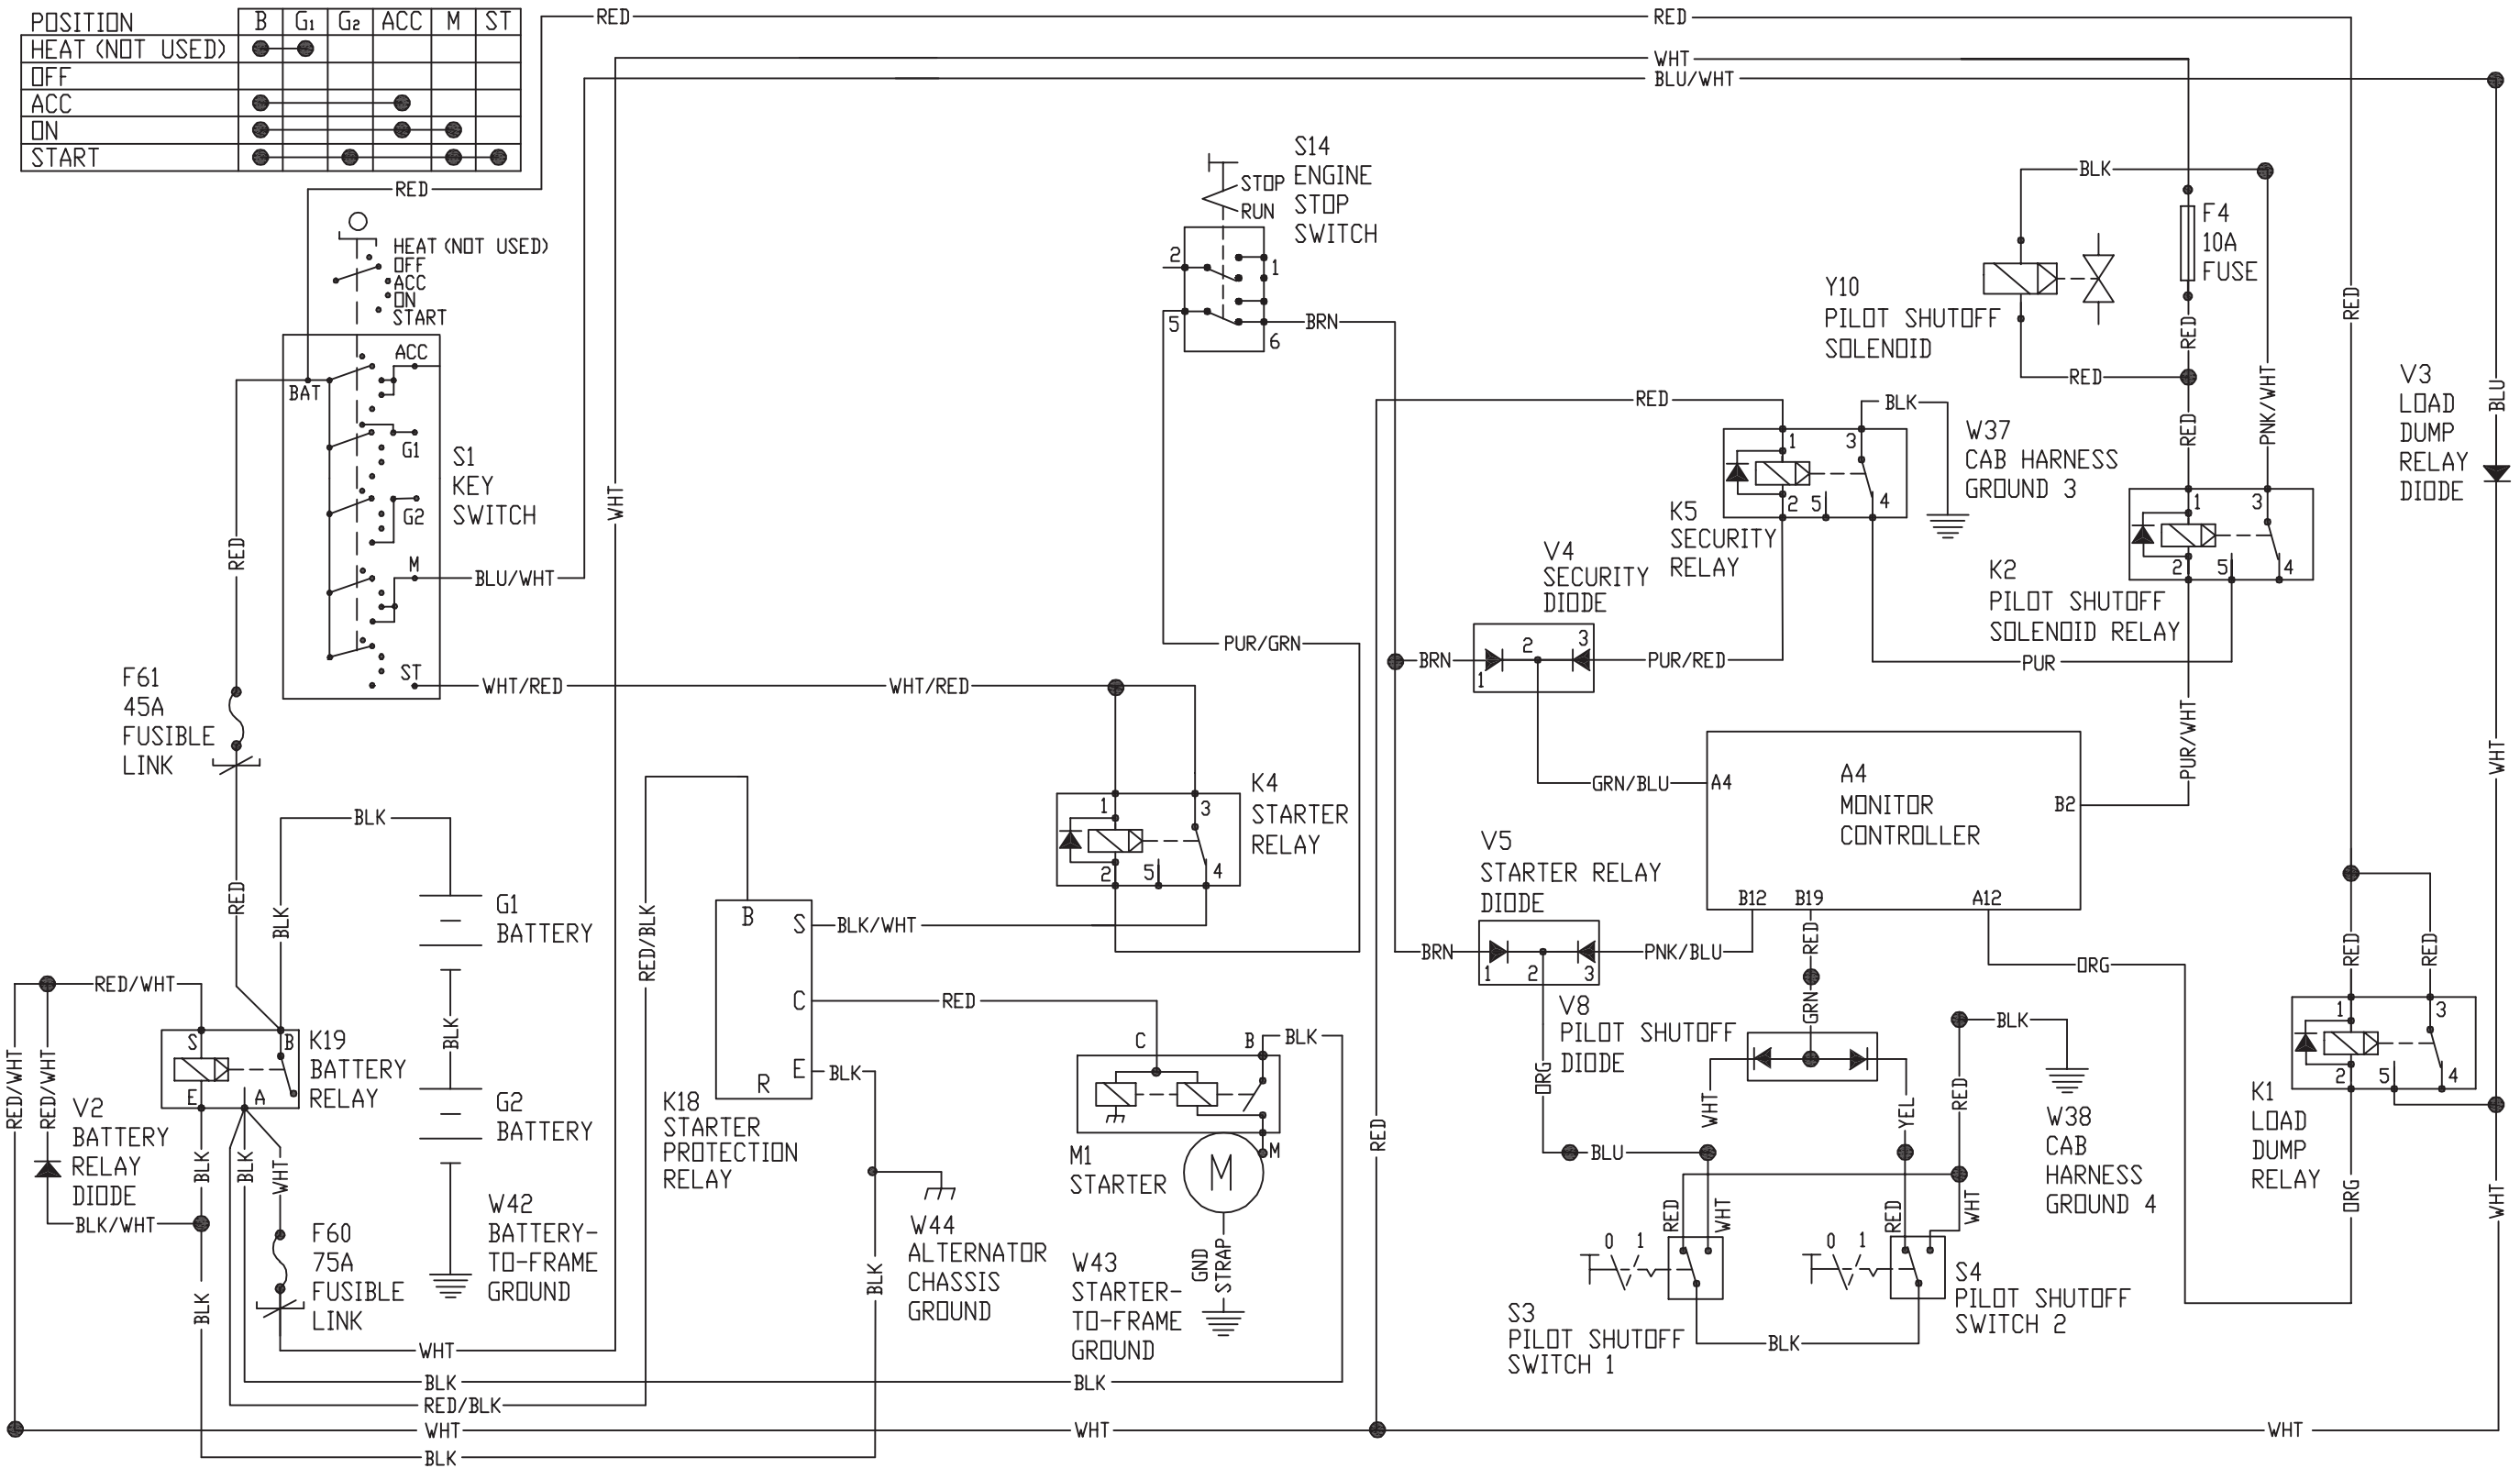 POSITION B G1 G2 ACC M ST
HEAT (NOT USED)
OFF
ACC
ON
START
RED
RED
WHT
BLU/WHT
RED
HEAT (NOT USED)
OFF
ACC
ON
START
BAT
ACC
G1
G2
M
ST
S1
KEY
SWITCH
BLU/WHT
WHT/RED
WHT/RED
RED
WHT
F61
45A
FUSIBLE
LINK
RED
BLK
BLK
G1
BATTERY
BLK
G2
BATTERY
W42
BATTERY-
TO-FRAME
GROUND
RED/WHT
RED/WHT
RED/WHT
S
B
E
A
K19
BATTERY
RELAY
V2
BATTERY
RELAY
DIODE
BLK/WHT
BLK
BLK
WHT
BLK
F60
75A
FUSIBLE
LINK
WHT
BLK
BLK
RED/BLK
WHT
WHT
WHT
BLK
S14
ENGINE
STOP
SWITCH
STOP
RUN
2
1
5
6
BRN
PUR/GRN
K4
STARTER
RELAY
1
3
2
5
4
RED/BLK
B
S
C
E
R
K18
STARTER
PROTECTION
RELAY
BLK/WHT
RED
BLK
BLK
W44
ALTERNATOR
CHASSIS
GROUND
C
B
BLK
M
M
M1
STARTER
W43
STARTER-
TO-FRAME
GROUND
GND
STRAP
RED
RED
1
3
2
5
4
K5
SECURITY
RELAY
BLK
W37
CAB HARNESS
GROUND 3
V4
SECURITY
DIODE
BRN
1
2
3
PUR/RED
PUR
GRN/BLU
A4
A4
MONITOR
CONTROLLER
B2
B12
B19
A12
V5
STARTER RELAY
DIODE
BRN
1
2
3
PNK/BLU
RED
GRN
ORG
ORG
V8
PILOT SHUTOFF
DIODE
WHT
YEL
BLU
RED
BLK
W38
CAB
HARNESS
GROUND 4
RED
WHT
RED
WHT
0 1
0 1
S3
PILOT SHUTOFF
SWITCH 1
BLK
S4
PILOT SHUTOFF
SWITCH 2
Y10
PILOT SHUTOFF
SOLENOID
BLK
RED
F4
10A
FUSE
RED
RED
PNK/WHT
1
3
2
5
4
K2
PILOT SHUTOFF
SOLENOID RELAY
PUR/WHT
RED
V3
LOAD
DUMP
RELAY
DIODE
BLU
WHT
WHT
RED
RED
1
3
2
5
4
K1
LOAD
DUMP
RELAY
ORG